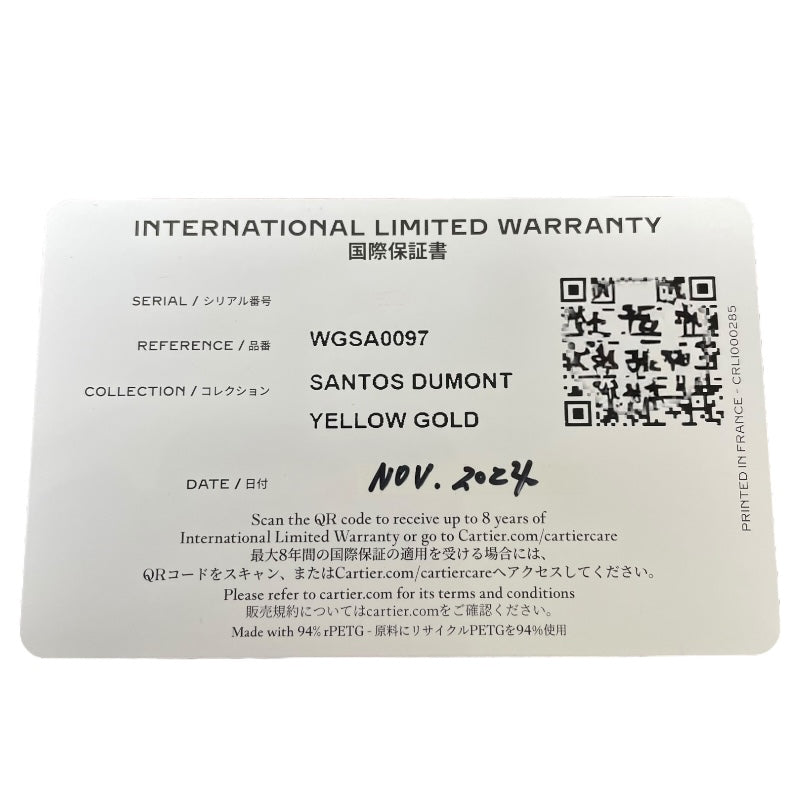 INTERNATIONAL LIMITED WARRANTY
国際保証書
SERIAL / シリアル番号
REFERENCE / 品番 WGSA0097
COLLECTION / コレクション SANTOS DUMONT
YELLOW GOLD
DATE / 日付 NOV. 2024
Scan the QR code to receive up to 8 years of
International Limited Warranty or go to Cartier.com/cartiercare
最大8年間の国際保証の適用を受ける場合には、
QRコードをスキャン、またはCartier.com/cartiercareへアクセスしてください。
Please refer to cartier.com for its terms and conditions
販売規約についてはcartier.comをご確認ください。
Made with 94% rPETG - 原料にリサイクルPETGを94%使用
PRINTED IN FRANCE - CRLI000285